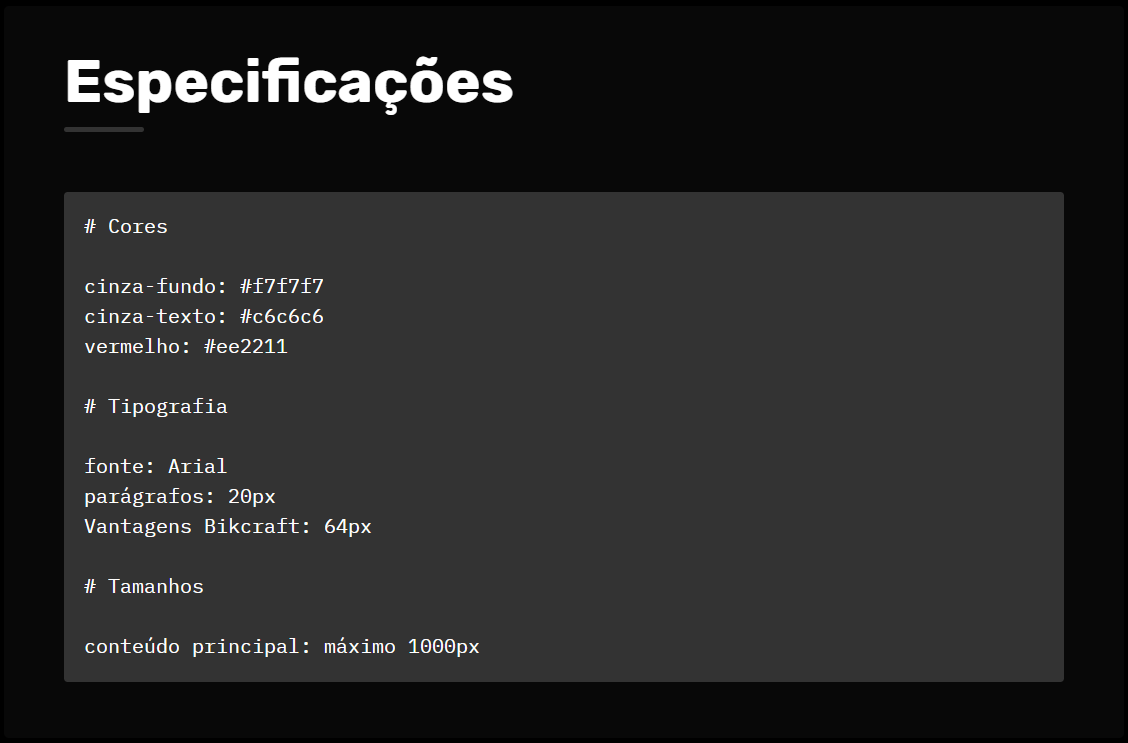 Especificações
# Cores
cinza-fundo: #f7f7f7
cinza-texto: #c6c6c6
vermelho: #ee2211
# Tipografia
fonte: Arial
parágrafos: 20px
Vantagens Bikcraft: 64px
# Tamanhos
conteúdo principal: máximo 1000px